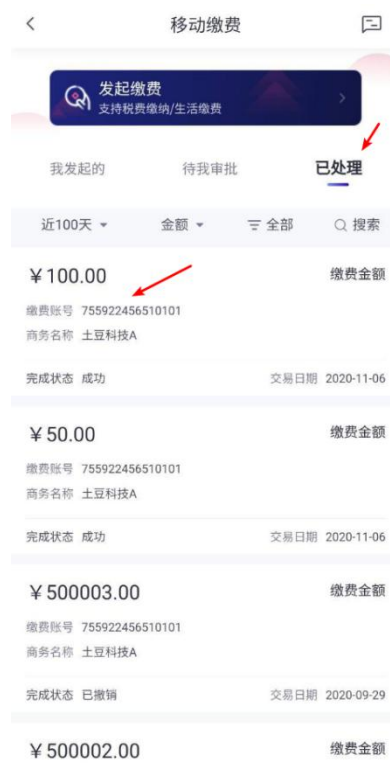 移动缴费
发起缴费
支持税费缴纳/生活缴费
我发起的 待我审批 已处理
近100天 金额 全部 搜索
¥100.00 缴费金额
缴费账号 755922456510101
商务名称 土豆科技A
完成状态 成功 交易日期 2020-11-06
¥50.00 缴费金额
缴费账号 755922456510101
商务名称 土豆科技A
完成状态 成功 交易日期 2020-11-06
¥500003.00 缴费金额
缴费账号 755922456510101
商务名称 土豆科技A
完成状态 已撤销 交易日期 2020-09-29
¥500002.00 缴费金额